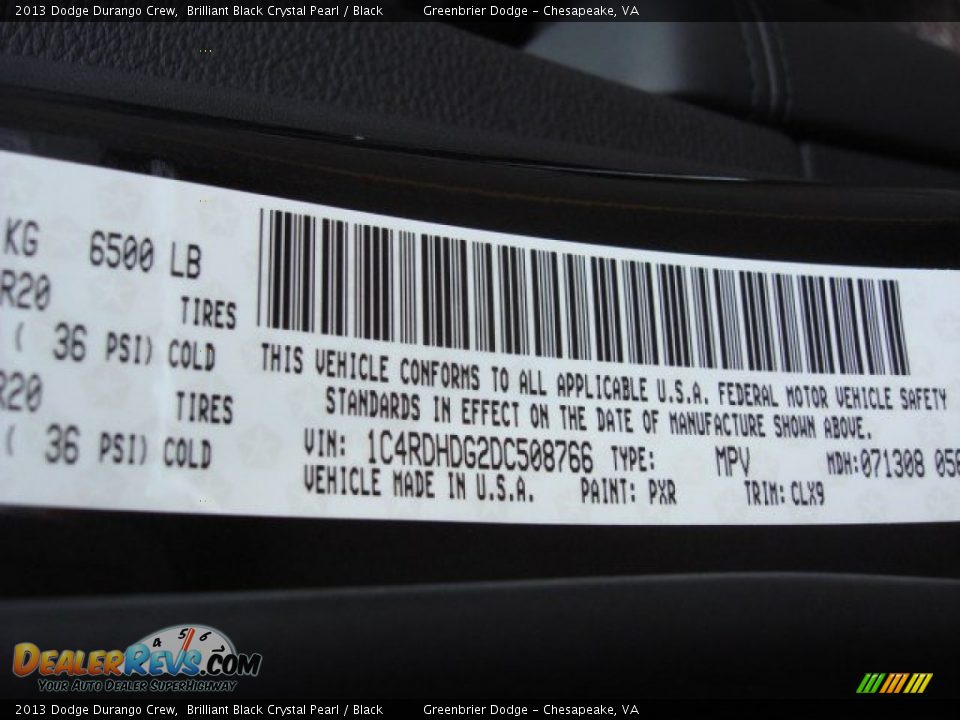 2013 Dodge Durango Crew, Brilliant Black Crystal Pearl / Black Greenbrier Dodge - Chesapeake, VA
KG 6500 LB
R20 TIRES
( 36 PSI) COLD
R20 TIRES
( 36 PSI) COLD
THIS VEHICLE CONFORMS TO ALL APPLICABLE U.S.A. FEDERAL MOTOR VEHICLE SAFETY
STANDARDS IN EFFECT ON THE DATE OF MANUFACTURE SHOWN ABOVE.
VIN: 1C4RDHDG2DC508766 TYPE: MPV MDH:071308 056
VEHICLE MADE IN U.S.A. PAINT: PXR TRIM: CLX9
4 5 6
DealerRevs.com
Your Auto Dealer SuperHighway
2013 Dodge Durango Crew, Brilliant Black Crystal Pearl / Black Greenbrier Dodge - Chesapeake, VA